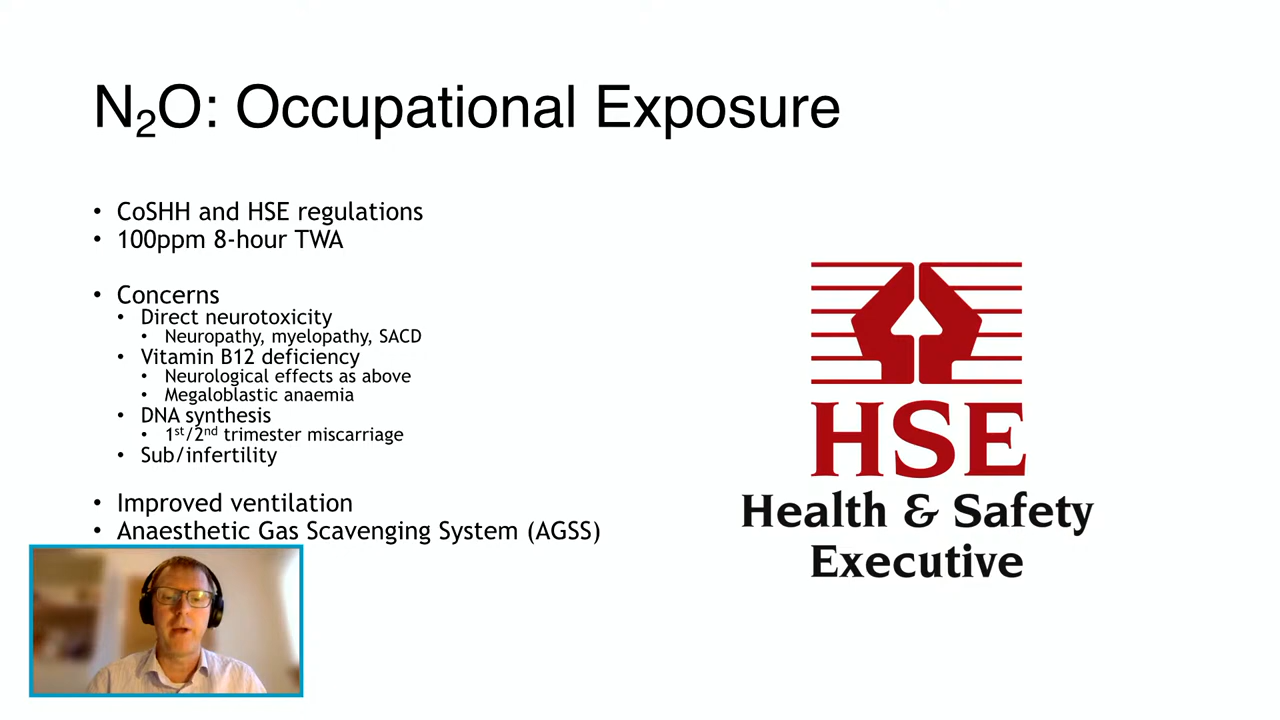 N₂O: Occupational Exposure
• CoSHH and HSE regulations
• 100ppm 8-hour TWA
• Concerns
• Direct neurotoxicity
• Neuropathy, myelopathy, SACD
• Vitamin B12 deficiency
• Neurological effects as above
• Megaloblastic anaemia
• DNA synthesis
• 1st/2nd trimester miscarriage
• Sub/infertility
• Improved ventilation
• Anaesthetic Gas Scavenging System (AGSS)
HSE
Health & Safety
Executive